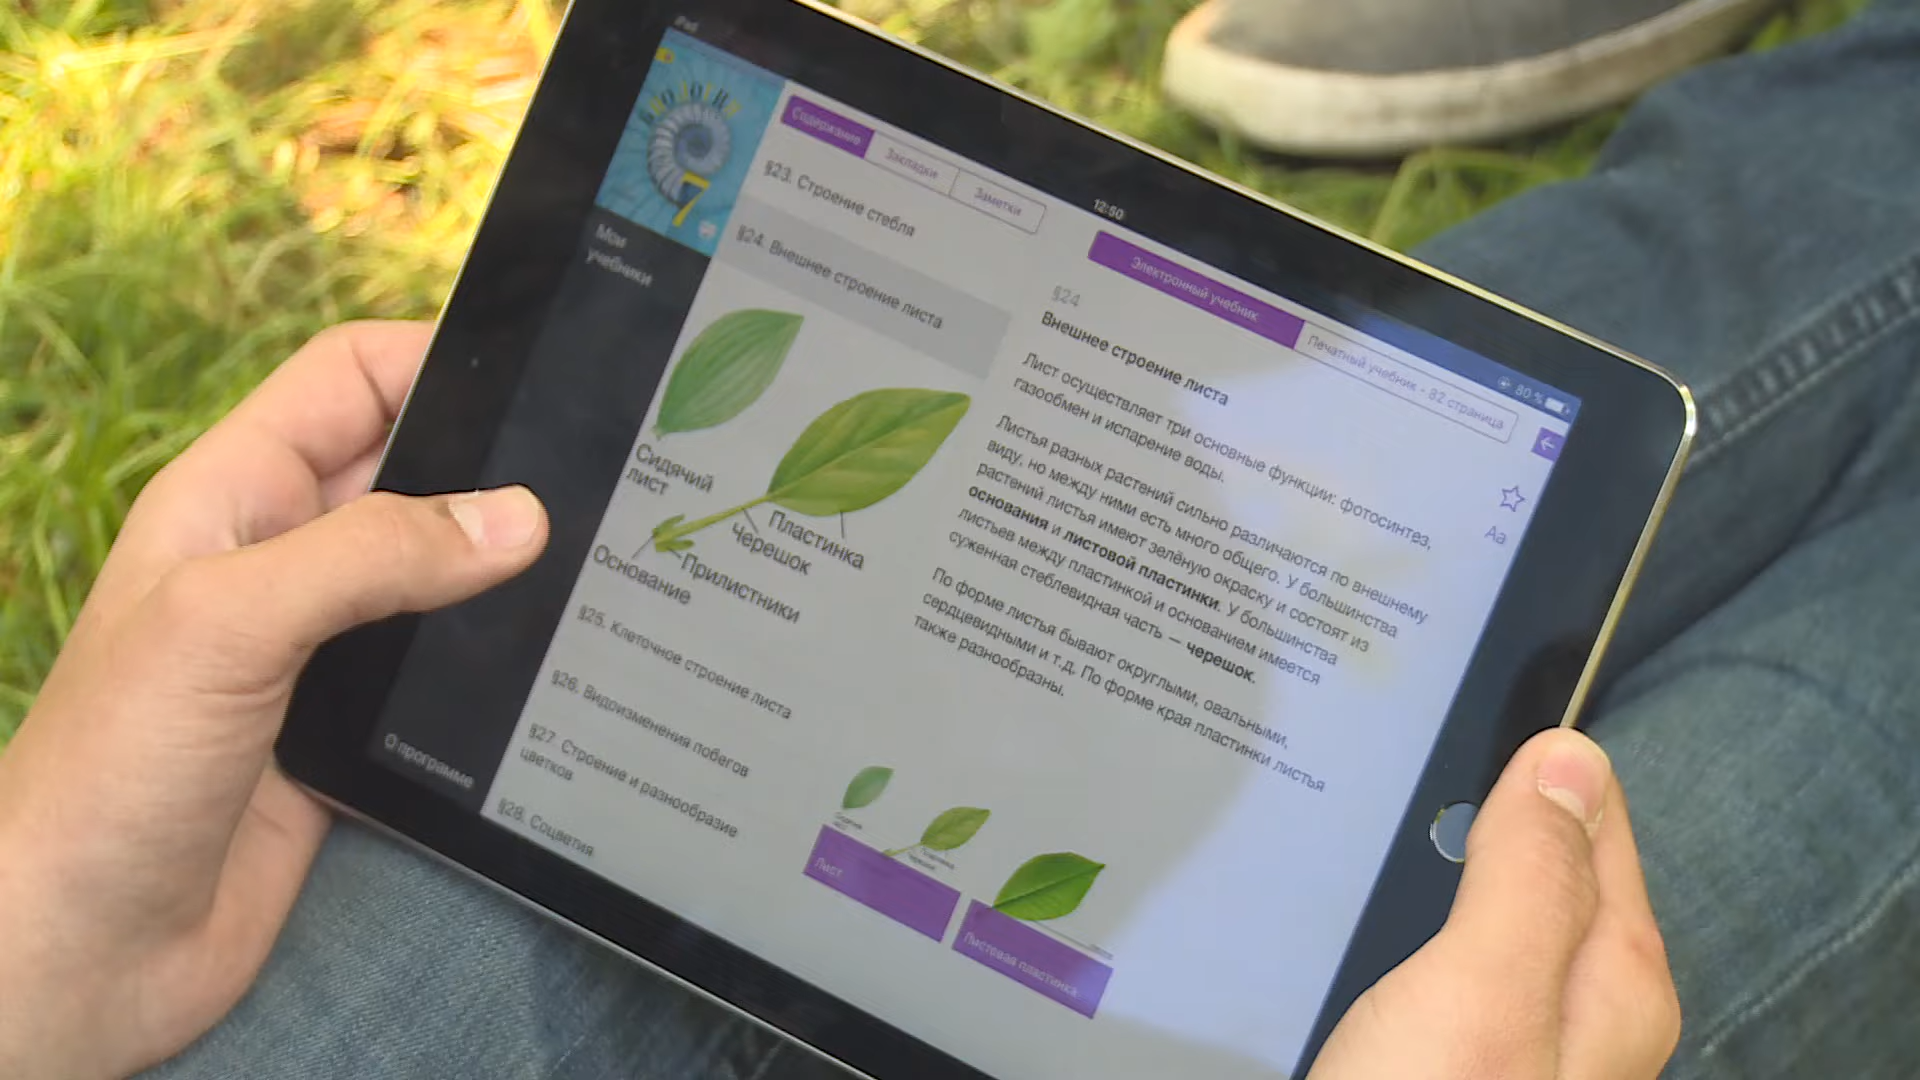 iPad
12:50
80 %
БИОЛОГИЯ
7
Мои
учебники
О программе
Содержание
Закладки
Заметки
§23. Строение стебля
§24. Внешнее строение листа
Сидячий
лист
Пластинка
Черешок
Прилистники
Основание
§25. Клеточное строение листа
§26. Видоизменения побегов
§27. Строение и разнообразие
цветков
§28. Соцветия
Электронный учебник
Печатный учебник - 82 страница
Aa
§24
Внешнее строение листа
Лист осуществляет три основные функции: фотосинтез,
газообмен и испарение воды.
Листья разных растений сильно различаются по внешнему
виду, но между ними есть много общего. У большинства
растений листья имеют зелёную окраску и состоят из
основания и листовой пластинки. У большинства
листьев между пластинкой и основанием имеется
суженная стеблевидная часть — черешок.
По форме листья бывают округлыми, овальными,
сердцевидными и т.д. По форме края пластинки листья
также разнообразны.
Лист
Листовая пластинка